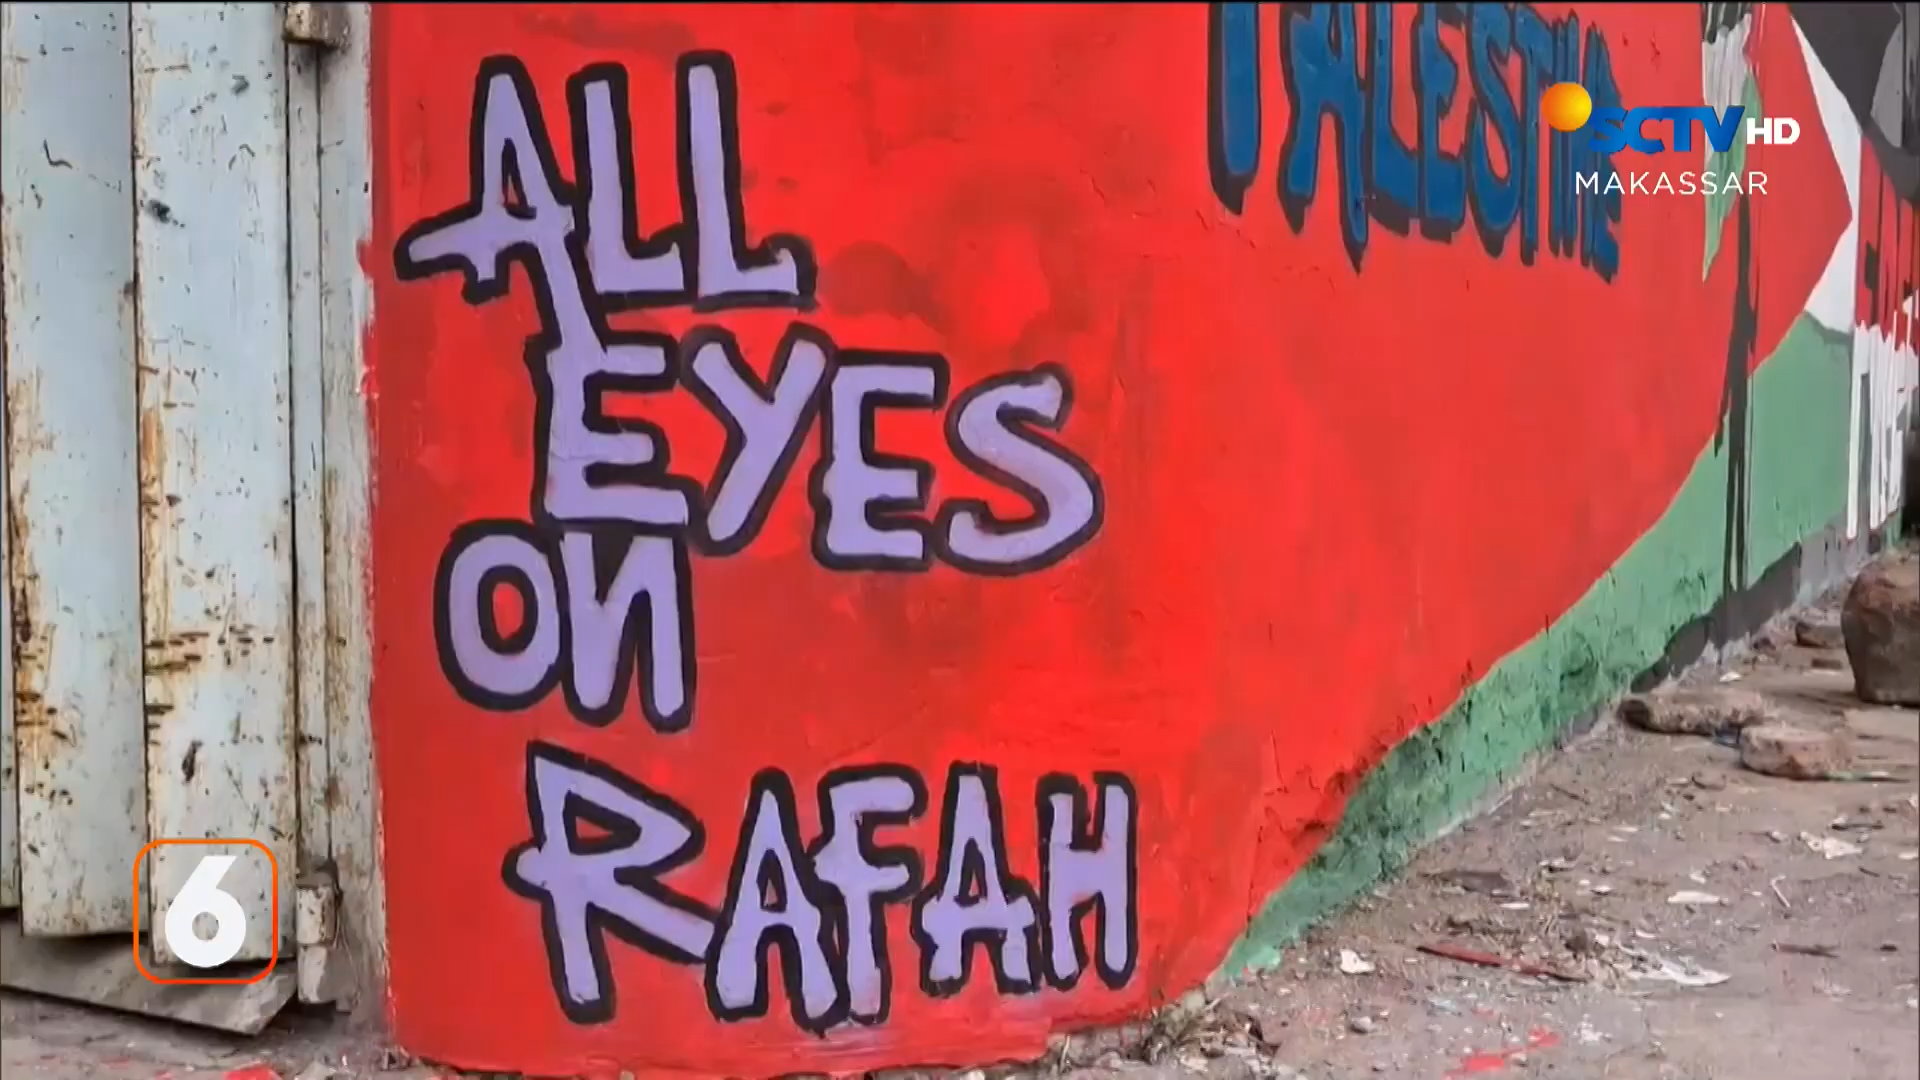 ALL
EYES
ON
RAFAH
PALESTINE
SCTV HD
MAKASSAR
6